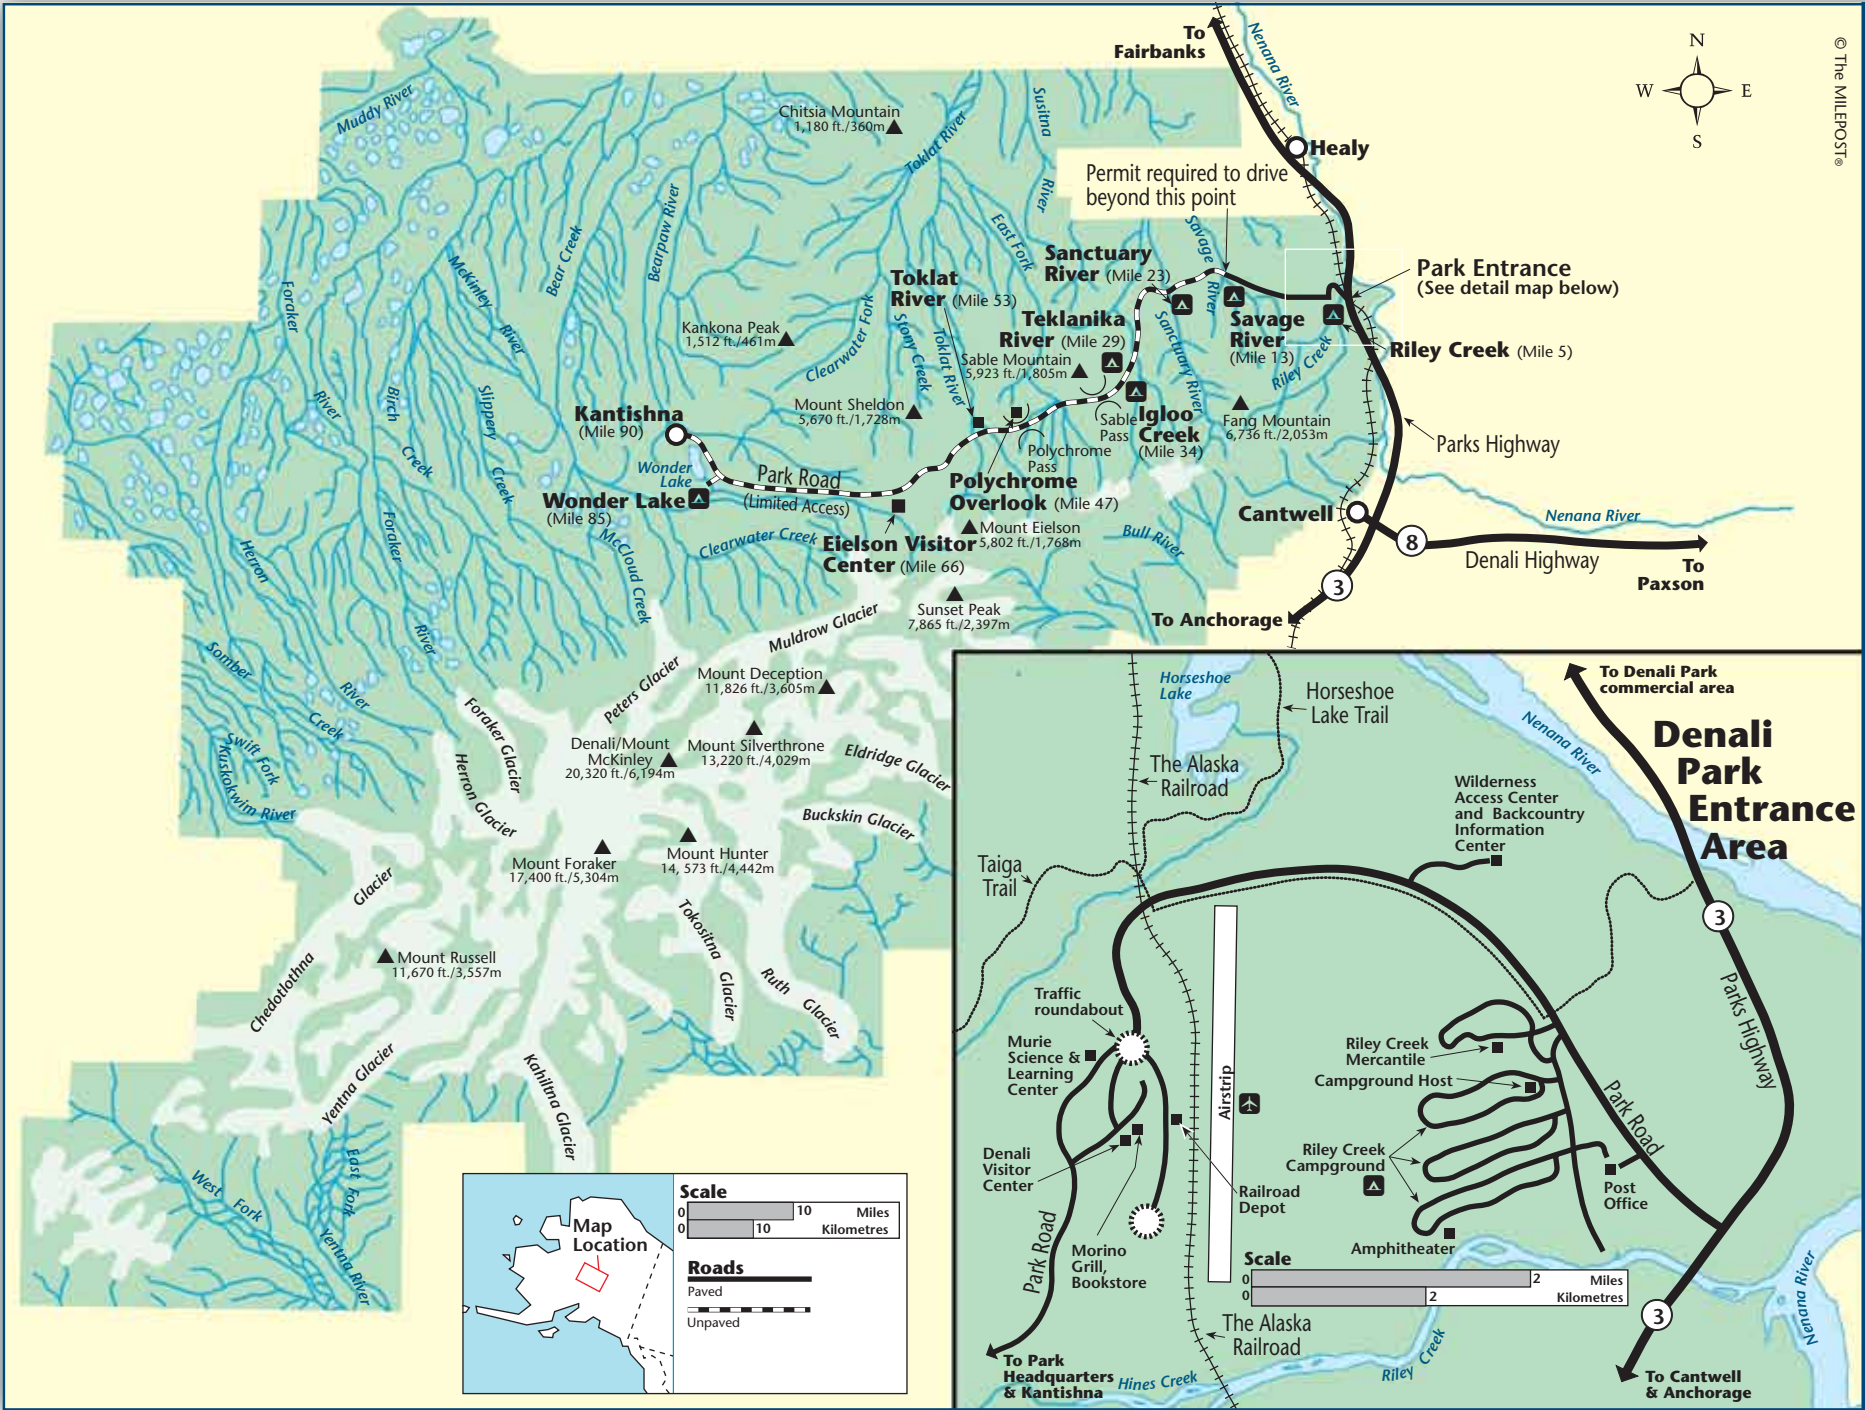 To
Fairbanks
Nenana River
N
W
E
S
© The MILEPOST®
Muddy River
Chitsia Mountain
1,180 ft./360m
Toklat River
Susitna
River
Healy
Permit required to drive
beyond this point
Bearpaw River
Bear Creek
McKinley
River
Foraker
River
East Fork
Savage
River
Sanctuary
River (Mile 23)
Toklat
River (Mile 53)
Park Entrance
(See detail map below)
Kankona Peak
1,512 ft./461m
Clearwater Fork
Stony Creek
Toklat River
Teklanika
River (Mile 29)
Sable Mountain
5,923 ft./1,805m
Sanctuary River
Savage
River
(Mile 13)
Riley Creek
Riley Creek (Mile 5)
Birch
Creek
Slippery
Creek
Kantishna
(Mile 90)
Mount Sheldon
5,670 ft./1,728m
Sable
Pass
Igloo
Creek
(Mile 34)
Fang Mountain
6,736 ft./2,053m
Parks Highway
Polychrome
Pass
Wonder
Lake
Park Road
(Limited Access)
Polychrome
Overlook (Mile 47)
Wonder Lake
(Mile 85)
Cantwell
Nenana River
Foraker
River
Herron
McCloud Creek
Clearwater Creek
Eielson Visitor
Center (Mile 66)
Mount Eielson
5,802 ft./1,768m
Bull River
8
Denali Highway
To
Paxson
3
To Anchorage
Sunset Peak
7,865 ft./2,397m
Muldrow Glacier
Somber
Creek
River
Peters Glacier
Mount Deception
11,826 ft./3,605m
Foraker Glacier
Herron Glacier
Denali/Mount
McKinley
20,320 ft./6,194m
Mount Silverthrone
13,220 ft./4,029m
Eldridge Glacier
Swift Fork
Kuskokwim River
Buckskin Glacier
Mount Foraker
17,400 ft./5,304m
Mount Hunter
14, 573 ft./4,442m
Chedotlothna
Glacier
Tokositna
Glacier
Ruth
Glacier
Mount Russell
11,670 ft./3,557m
Yentna Glacier
Kahiltna Glacier
West
Fork
East Fork
Yentna River
Map
Location
Scale
0
10
Miles
0
10
Kilometres
Roads
Paved
Unpaved
Denali
Park
Entrance
Area
To Denali Park
commercial area
Nenana River
Horseshoe
Lake
Horseshoe
Lake Trail
The Alaska
Railroad
Wilderness
Access Center
and Backcountry
Information
Center
Taiga
Trail
3
Parks Highway
Traffic
roundabout
Murie
Science &
Learning
Center
Airstrip
Riley Creek
Mercantile
Campground Host
Park Road
Denali
Visitor
Center
Riley Creek
Campground
Railroad
Depot
Post
Office
Park Road
Morino
Grill,
Bookstore
Amphitheater
Scale
0
2
Miles
0
2
Kilometres
Nenana River
The Alaska
Railroad
3
Riley Creek
To Park
Headquarters
& Kantishna
Hines Creek
To Cantwell
& Anchorage